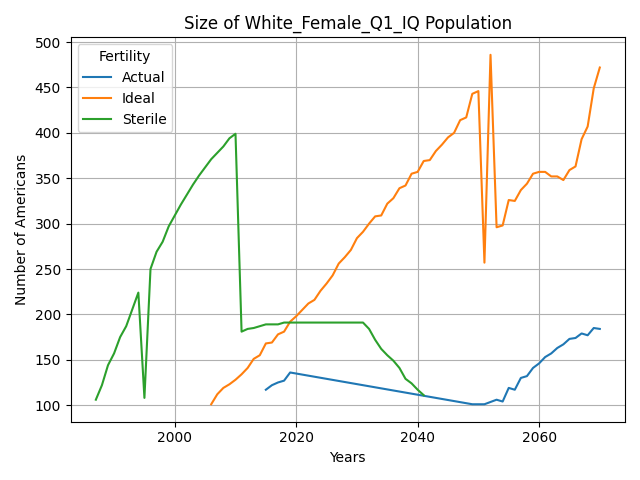 Size of White_Female_Q1_IQ Population
Fertility
Actual
Ideal
Sterile
Number of Americans
500
450
400
350
300
250
200
150
100
2000
2020
2040
2060
Years